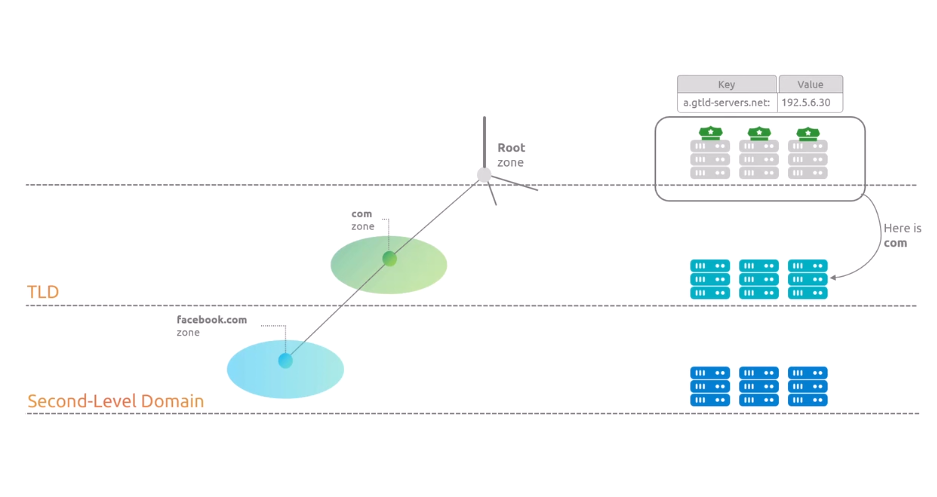 Key Value
a.gtld-servers.net: 192.5.6.30
Root
zone
com
zone
Here is
com
TLD
facebook.com
zone
Second-Level Domain